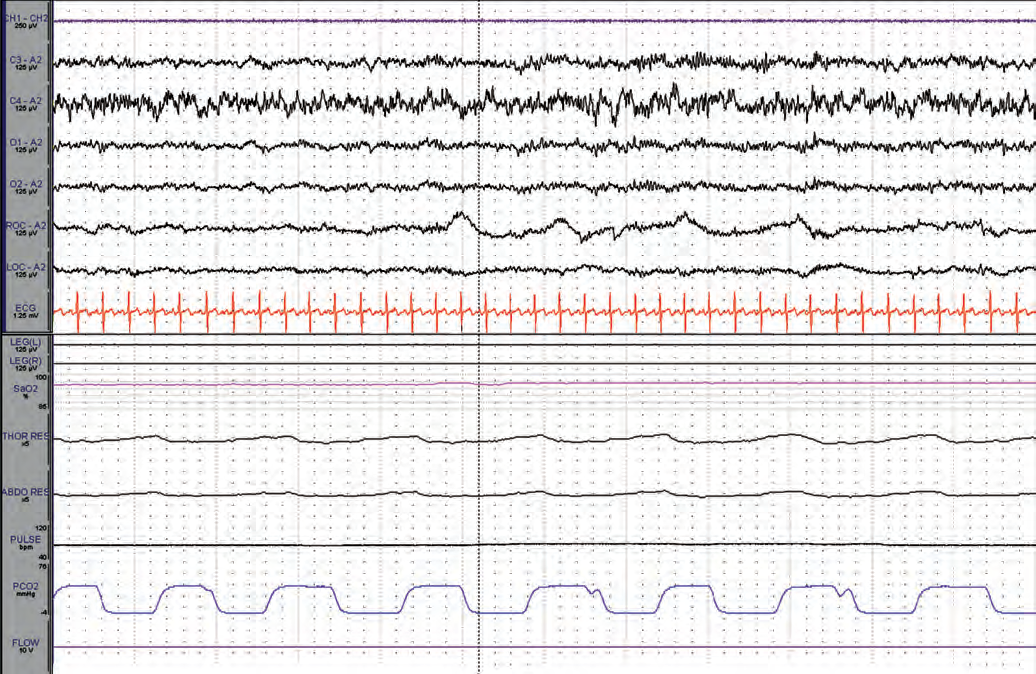 CH1 - CH2
250 µV
C3 - A2
125 µV
C4 - A2
125 µV
O1 - A2
125 µV
O2 - A2
125 µV
ROC - A2
125 µV
LOC - A2
125 µV
ECG
1.25 mV
LEG(L)
125 µV
LEG(R)
125 µV
100
SaO2
%
85
THOR RES
x5
ABDO RES
x5
120
PULSE
bpm
40
70
PCO2
mmHg
-4
FLOW
10 V